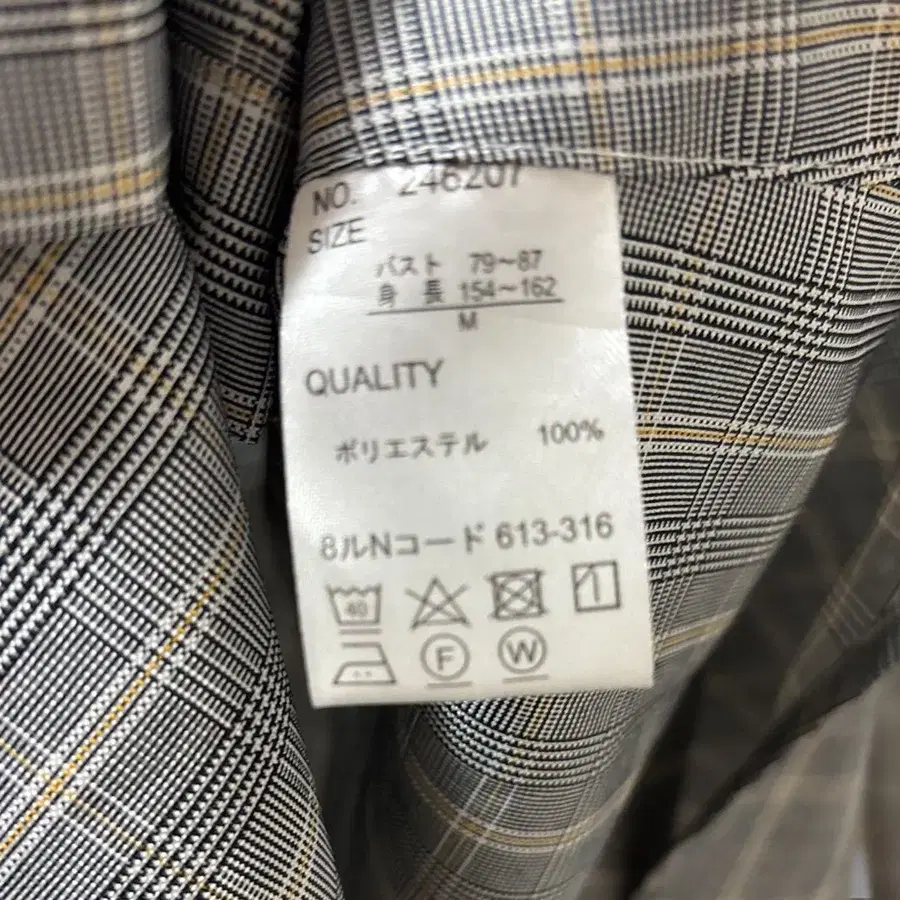 NO. 246207
SIZE
バスト 79〜87
身長 154〜162
M
QUALITY
ポリエステル 100%
8ルNコード 613-316
40
F W